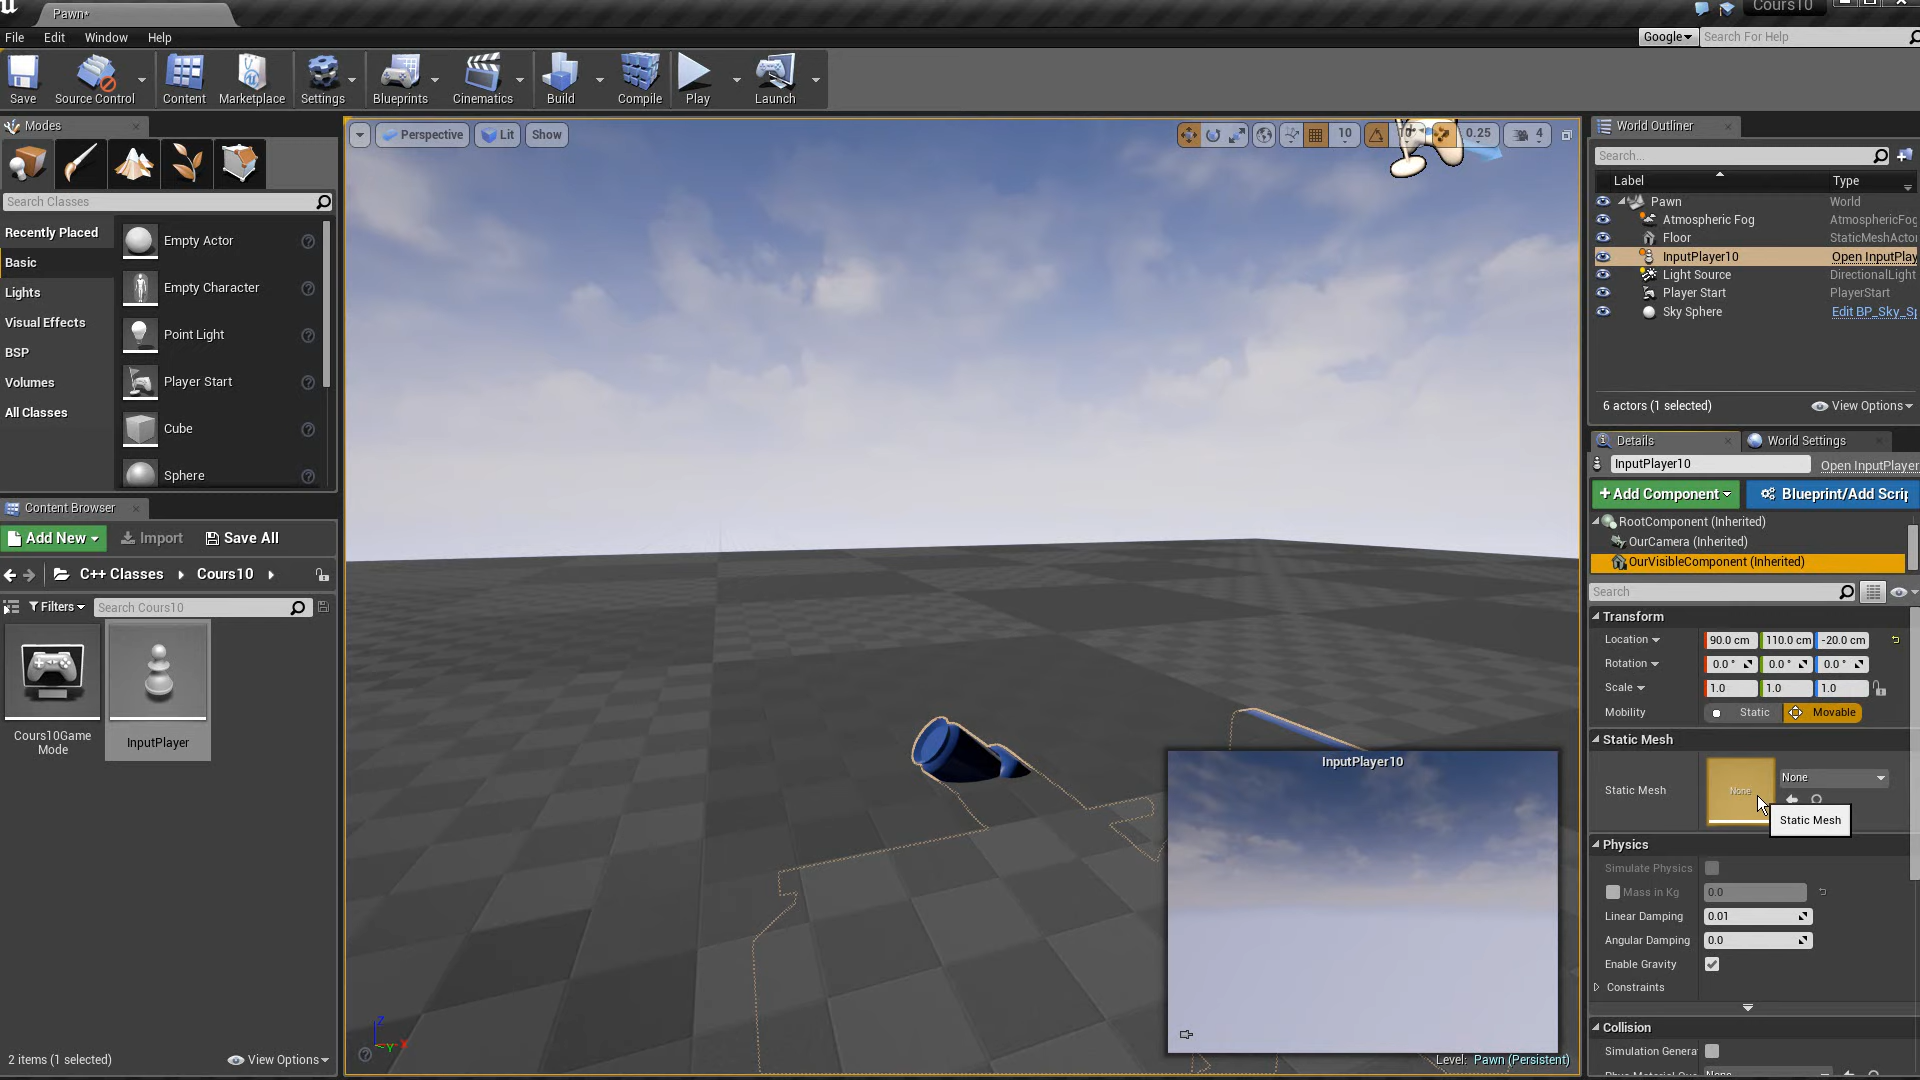 Pawn*
Cours10
File Edit Window Help
Google Search For Help
Save Source Control Content Marketplace Settings Blueprints Cinematics Build Compile Play Launch
Modes
Search Classes
Recently Placed
Basic
Lights
Visual Effects
BSP
Volumes
All Classes
Empty Actor
Empty Character
Point Light
Player Start
Cube
Sphere
Content Browser
Add New Import Save All
C++ Classes Cours10
Filters Search Cours10
Cours10Game
Mode
InputPlayer
2 items (1 selected) View Options
Perspective Lit Show
10 10° 0.25 4
InputPlayer10
Z
Y X
Level: Pawn (Persistent)
World Outliner
Search...
Label Type
Pawn World
Atmospheric Fog AtmosphericFog
Floor StaticMeshActo
InputPlayer10 Open InputPlay
Light Source DirectionalLight
Player Start PlayerStart
Sky Sphere Edit BP_Sky_Sp
6 actors (1 selected) View Options
Details World Settings
InputPlayer10 Open InputPlayer
+Add Component Blueprint/Add Scrip
RootComponent (Inherited)
OurCamera (Inherited)
OurVisibleComponent (Inherited)
Search
Transform
Location 90.0 cm 110.0 cm -20.0 cm
Rotation 0.0 ° 0.0 ° 0.0 °
Scale 1.0 1.0 1.0
Mobility Static Movable
Static Mesh
Static Mesh None None
Static Mesh
Physics
Simulate Physics
Mass in Kg 0.0
Linear Damping 0.01
Angular Damping 0.0
Enable Gravity
Constraints
Collision
Simulation Genera